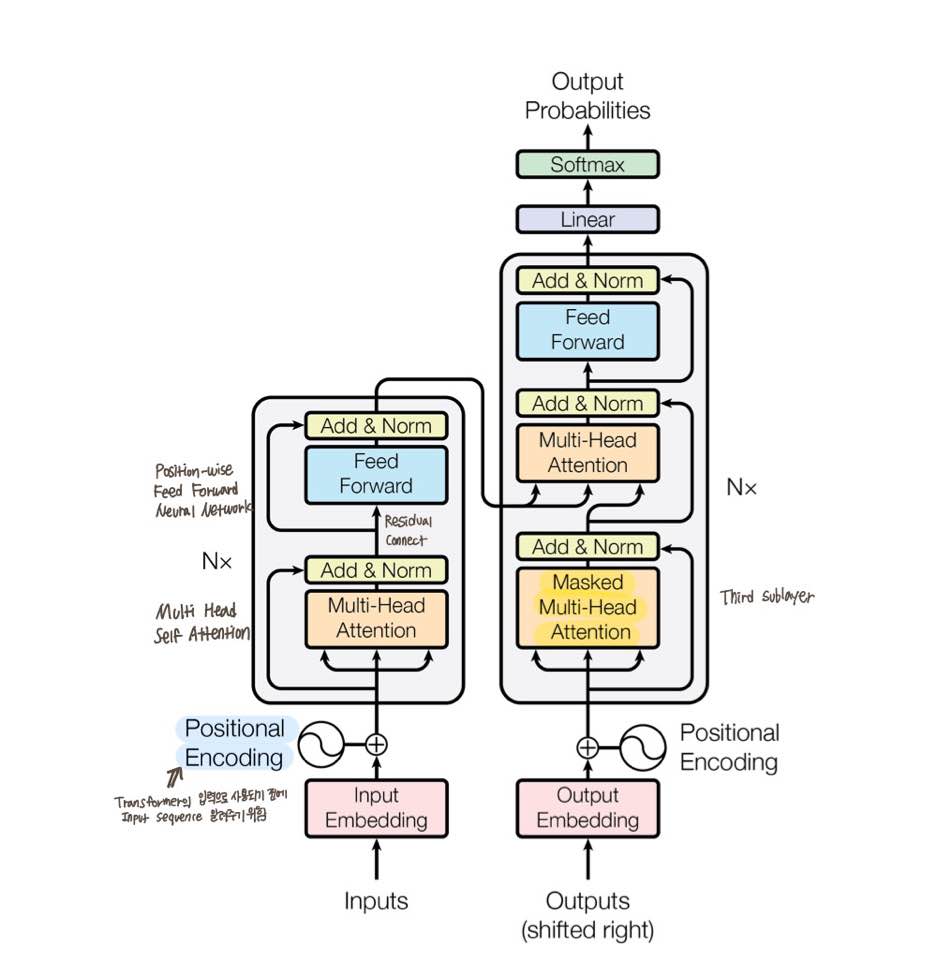 Output
Probabilities
Softmax
Linear
Add & Norm
Feed
Forward
Add & Norm
Multi-Head
Attention
Nx
Add & Norm
Masked
Multi-Head
Attention
Third sublayer
Add & Norm
Feed
Forward
Position-wise
Feed Forward
Neural Network
Residual
Connect
Nx
Add & Norm
Multi-Head
Attention
Multi Head
Self Attention
Positional
Encoding
Transformer의 입력으로 사용되기 전에
Input sequence 알려주기 위함
Positional
Encoding
Input
Embedding
Output
Embedding
Inputs
Outputs
(shifted right)